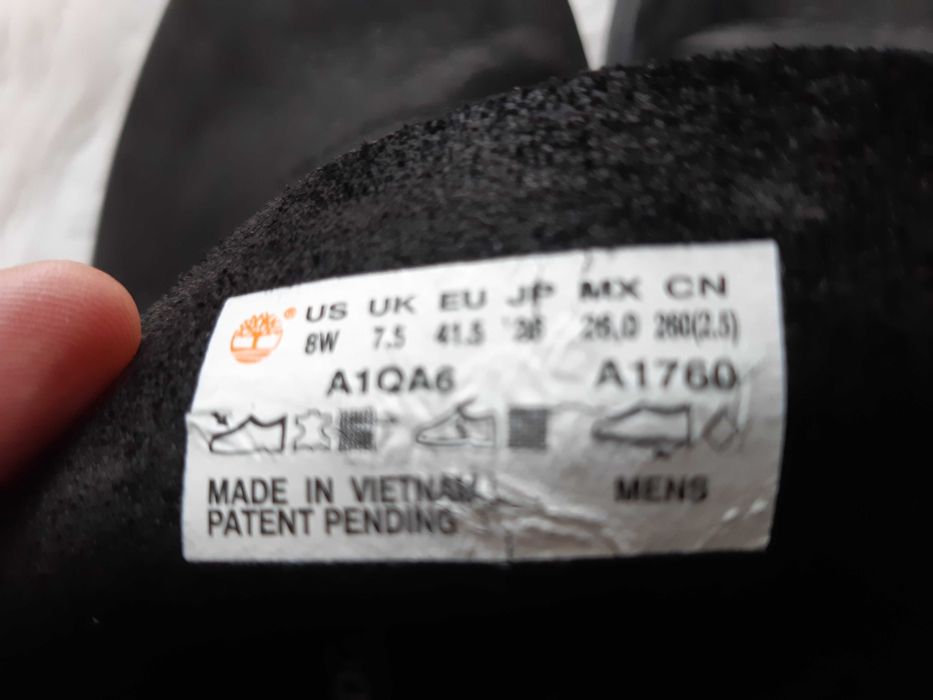 ® US UK EU JP MX CN
8W 7.5 41.5 26 26.0 260(2.5)
A1QA6 A1760
MADE IN VIETNAM MENS
PATENT PENDING